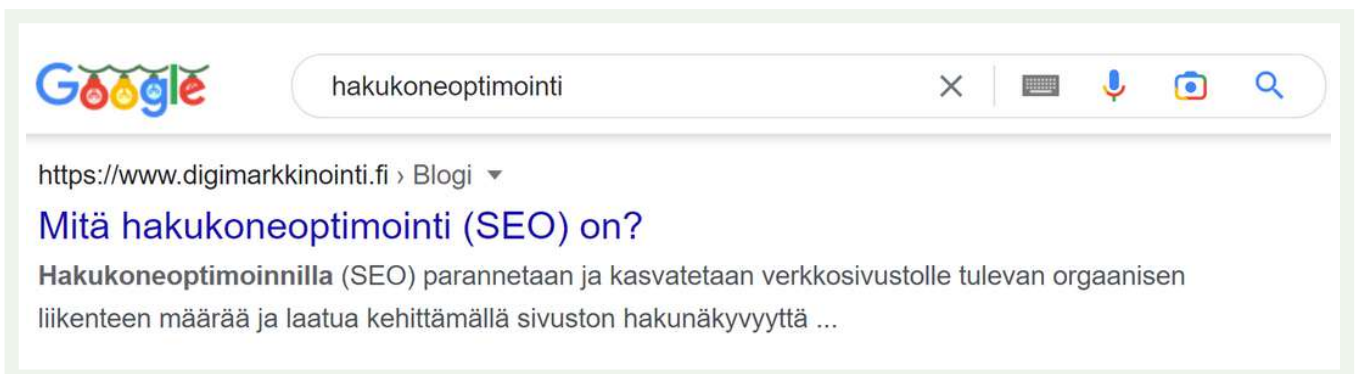 Google hakukoneoptimointi
https://www.digimarkkinointi.fi › Blogi
Mitä hakukoneoptimointi (SEO) on?
Hakukoneoptimoinnilla (SEO) parannetaan ja kasvatetaan verkkosivustolle tulevan orgaanisen
liikenteen määrää ja laatua kehittämällä sivuston hakunäkyvyyttä ...